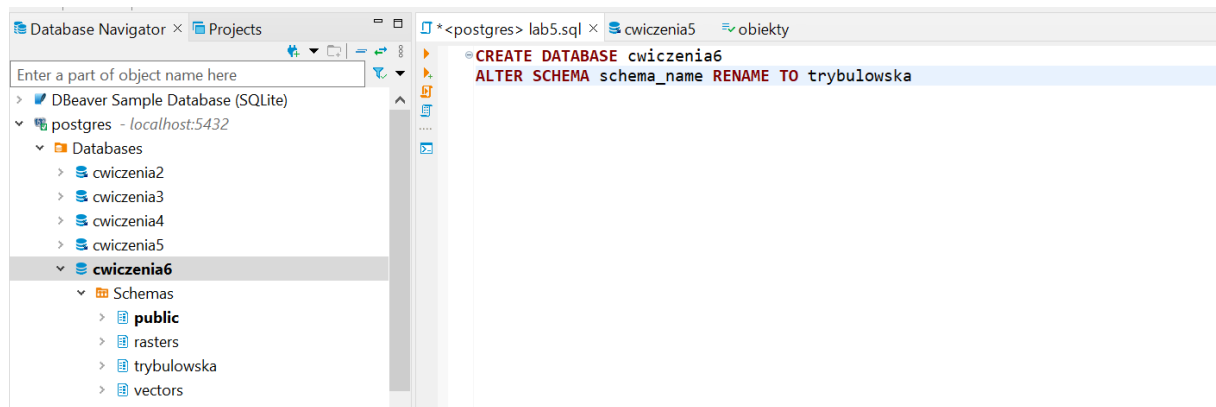 Database Navigator × Projects
Enter a part of object name here
DBeaver Sample Database (SQLite)
postgres - localhost:5432
Databases
cwiczenia2
cwiczenia3
cwiczenia4
cwiczenia5
cwiczenia6
Schemas
public
rasters
trybulowska
vectors
*<postgres> lab5.sql × cwiczenia5 obiekty
CREATE DATABASE cwiczenia6
ALTER SCHEMA schema_name RENAME TO trybulowska